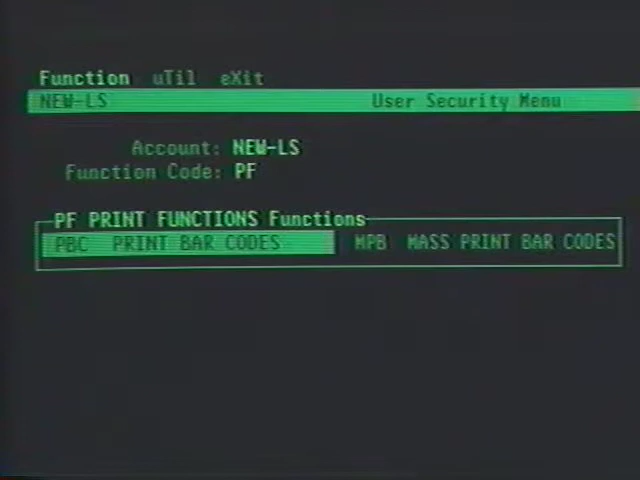 Function uTil eXit
NEW-LS User Security Menu
Account: NEW-LS
Function Code: PF
PF PRINT FUNCTIONS Functions
PBC PRINT BAR CODES MPB MASS PRINT BAR CODES